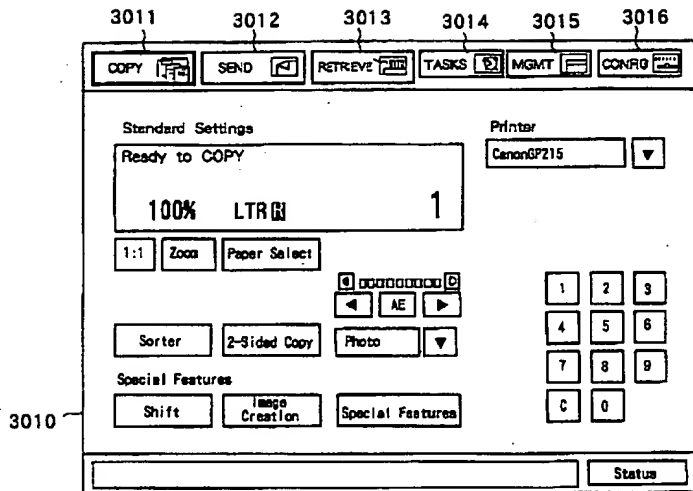 3011 3012 3013 3014 3015 3016
COPY SEND RETRIEVE TASKS MGMT CONFIG
Standard Settings Printer
Ready to COPY CanonGP215
100% LTR R 1
1:1 Zoom Paper Select
AE
1 2 3
Sorter 2-Sided Copy Photo 4 5 6
7 8 9
Special Features
Shift Image Creation Special Features C 0
3010
Status